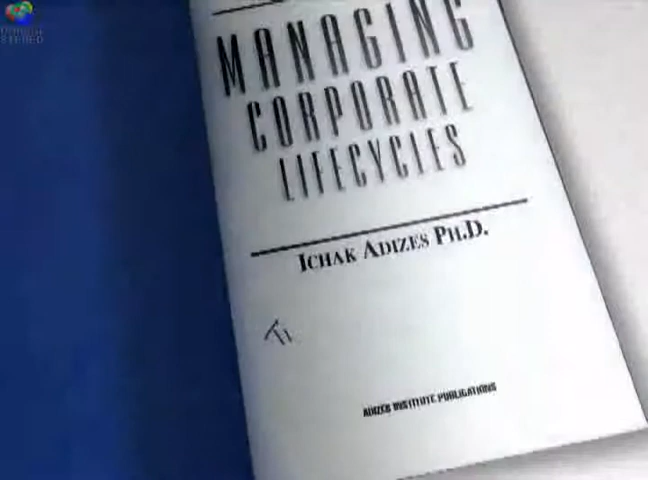 MANAGING
CORPORATE
LIFECYCLES
ICHAK ADIZES PH.D.
ADIZES INSTITUTE PUBLICATIONS